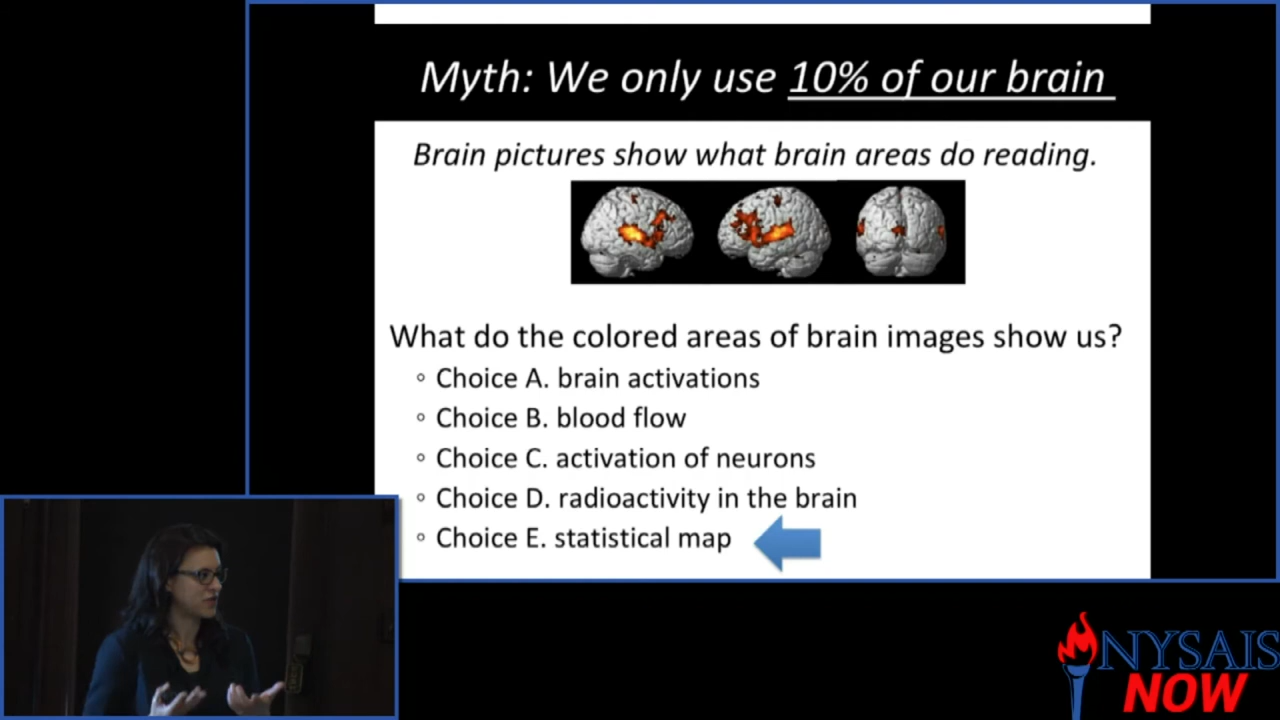 Myth: We only use 10% of our brain
Brain pictures show what brain areas do reading.
What do the colored areas of brain images show us?
◦ Choice A. brain activations
◦ Choice B. blood flow
◦ Choice C. activation of neurons
◦ Choice D. radioactivity in the brain
◦ Choice E. statistical map
NYSAIS
NOW